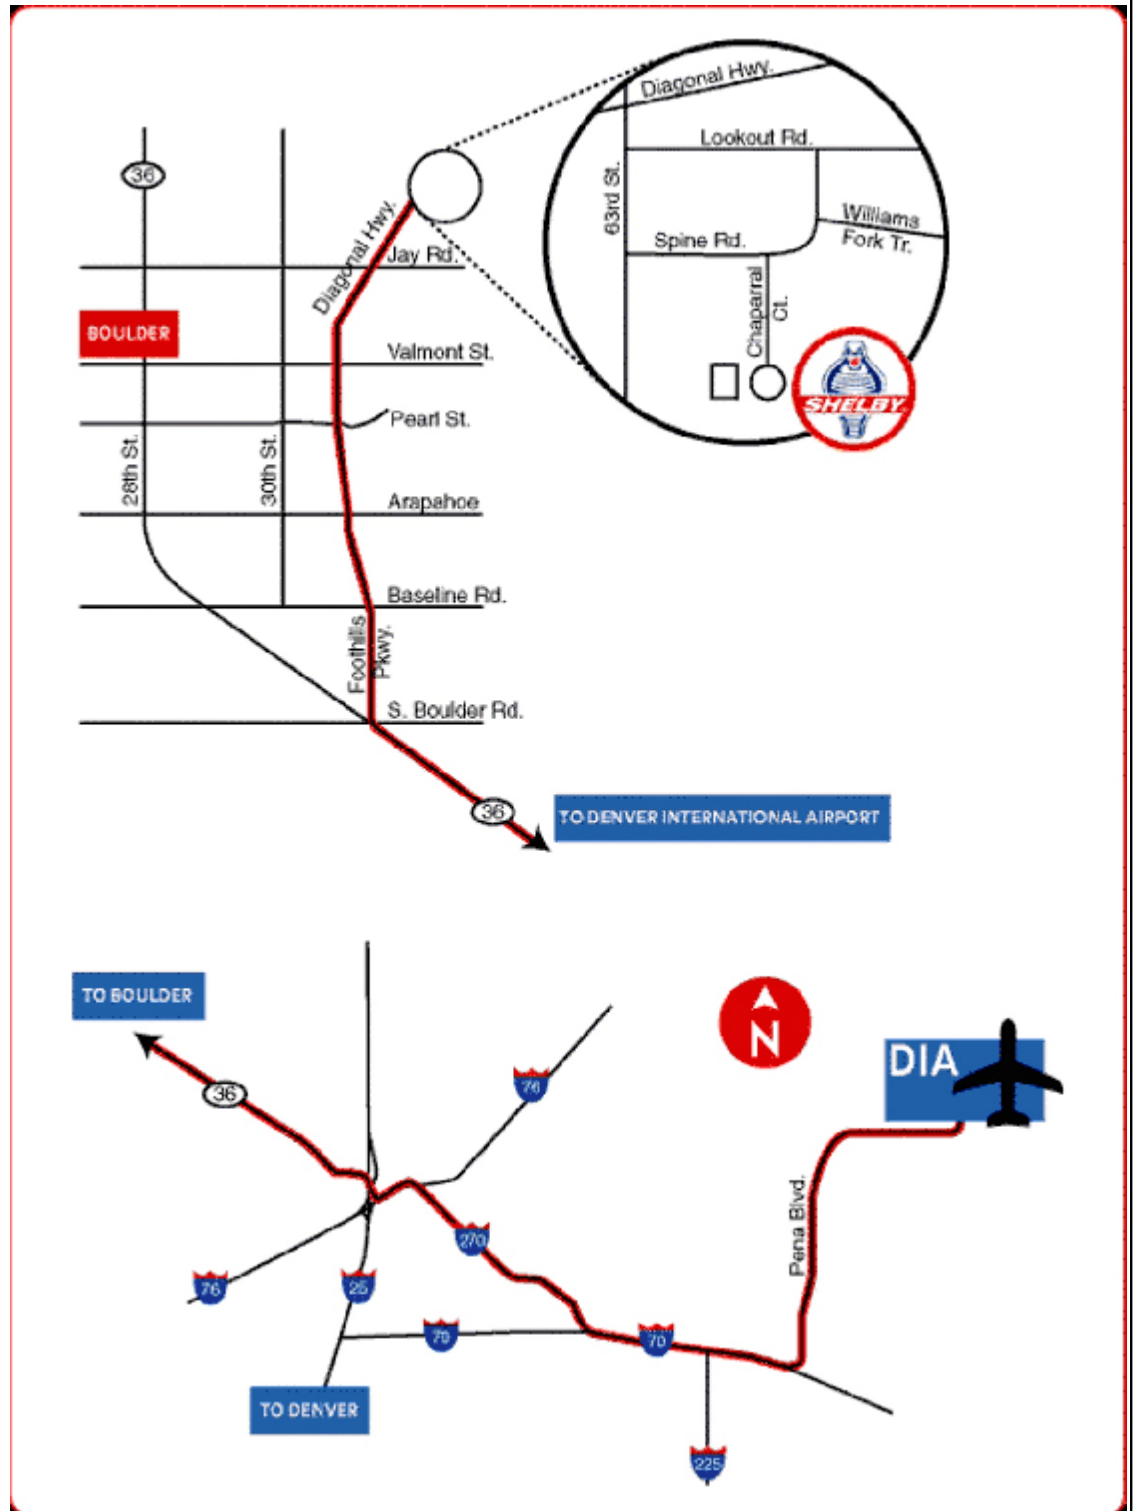 Diagonal Hwy.
Lookout Rd.
63rd St.
Williams
Fork Tr.
Spine Rd.
Chaparral
Ct.
SHELBY
36
Diagonal Hwy.
Jay Rd.
BOULDER
Valmont St.
Pearl St.
28th St.
30th St.
Arapahoe
Baseline Rd.
Foothills
Pkwy.
S. Boulder Rd.
36
TO DENVER INTERNATIONAL AIRPORT
TO BOULDER
N
DIA
36
76
Pena Blvd.
270
76
25
70
70
TO DENVER
225